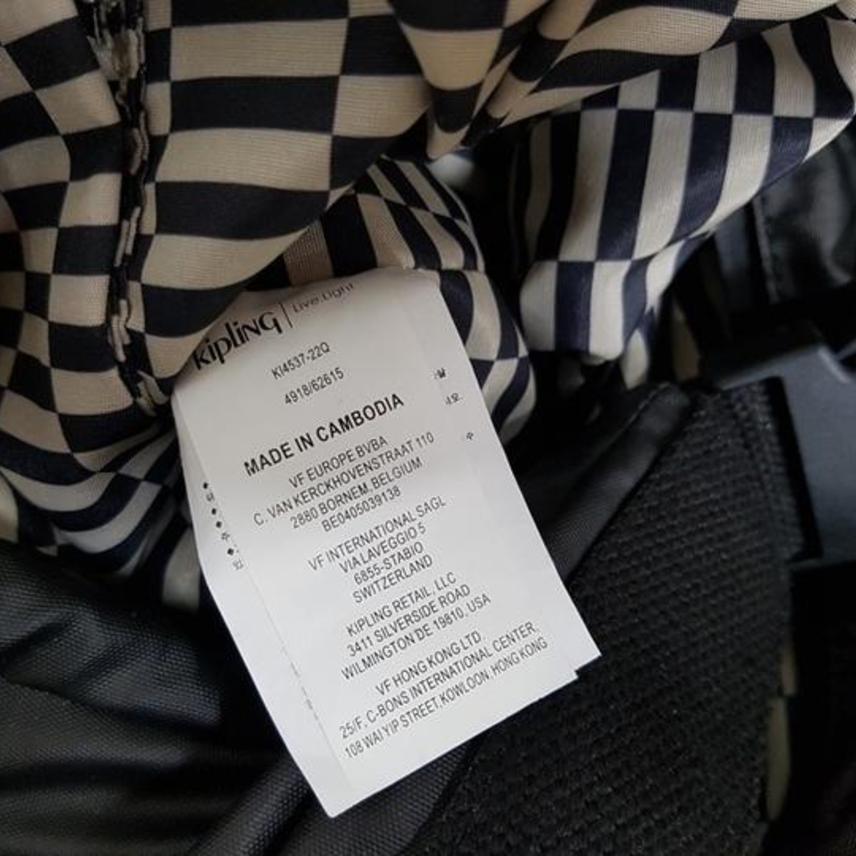 kipling | Live.Light
KI4537-22Q
4918/62615
MADE IN CAMBODIA
VF EUROPE BVBA
C. VAN KERCKHOVENSTRAAT 110
2880 BORNEM, BELGIUM
BE0405039138
VF INTERNATIONAL SAGL
VIA LAVEGGIO 5
6855-STABIO
SWITZERLAND
KIPLING RETAIL, LLC
3411 SILVERSIDE ROAD
WILMINGTON DE 19810, USA
VF HONG KONG LTD.
25/F, C-BONS INTERNATIONAL CENTER,
108 WAI YIP STREET, KOWLOON, HONG KONG